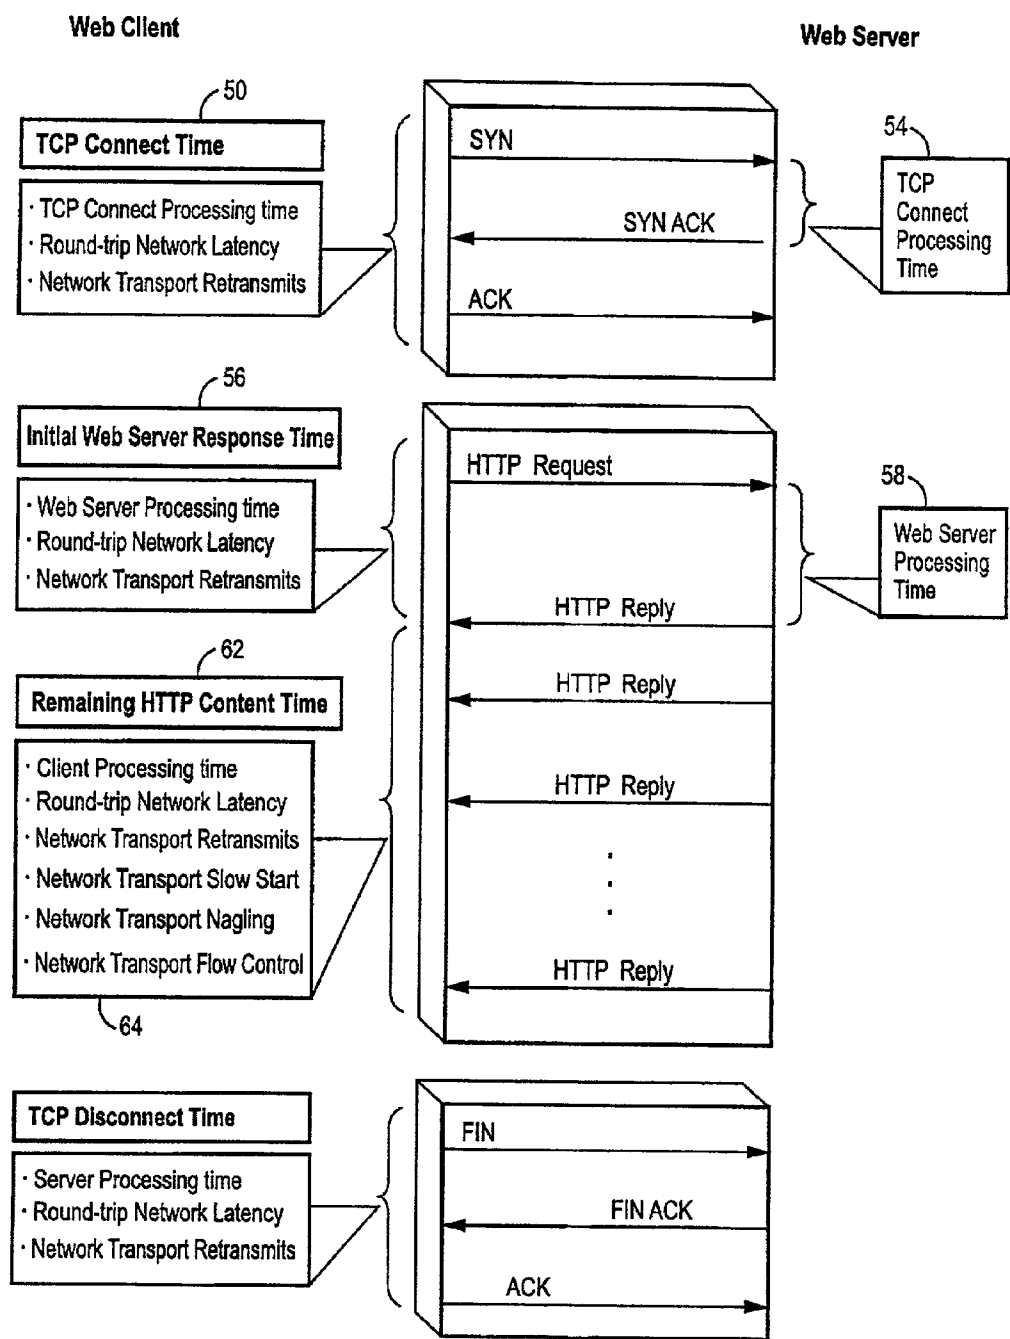 Web Client
Web Server
50
TCP Connect Time
· TCP Connect Processing time
· Round-trip Network Latency
· Network Transport Retransmits
SYN
SYN ACK
ACK
54
TCP
Connect
Processing
Time
56
Initial Web Server Response Time
· Web Server Processing time
· Round-trip Network Latency
· Network Transport Retransmits
HTTP Request
HTTP Reply
58
Web Server
Processing
Time
62
Remaining HTTP Content Time
· Client Processing time
· Round-trip Network Latency
· Network Transport Retransmits
· Network Transport Slow Start
· Network Transport Nagling
· Network Transport Flow Control
64
HTTP Reply
HTTP Reply
.
.
.
HTTP Reply
TCP Disconnect Time
· Server Processing time
· Round-trip Network Latency
· Network Transport Retransmits
FIN
FIN ACK
ACK